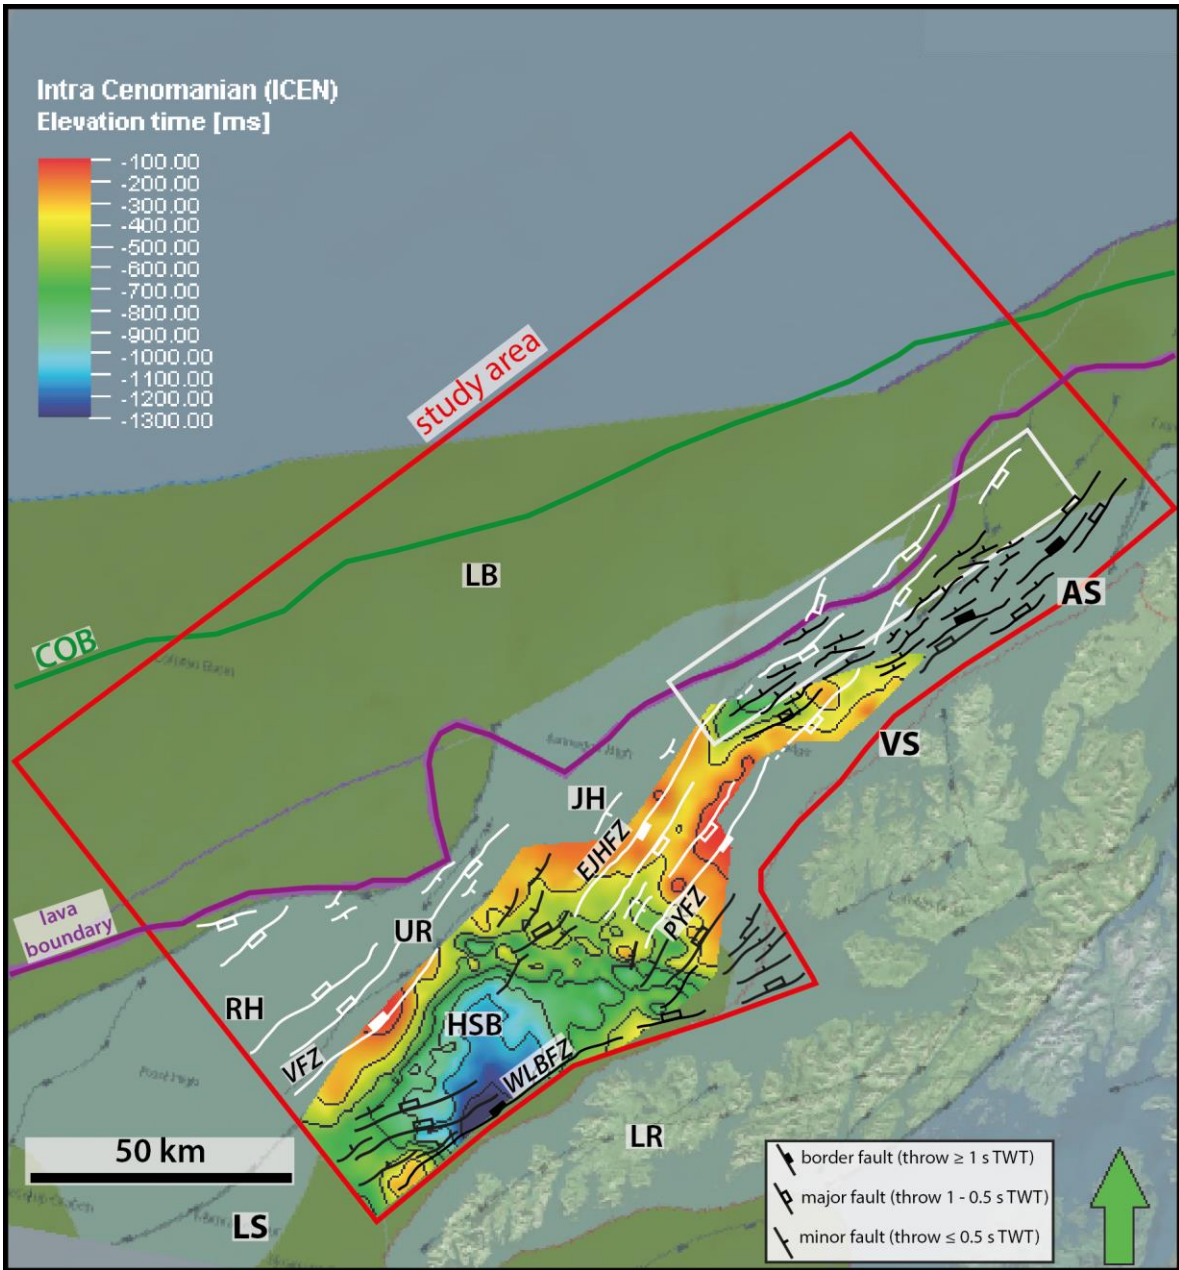 Intra Cenomanian (ICEN)
Elevation time [ms]
-100.00
-200.00
-300.00
-400.00
-500.00
-600.00
-700.00
-800.00
-900.00
-1000.00
-1100.00
-1200.00
-1300.00
study area
LB
AS
COB
VS
JH
EJHFZ
PYFZ
lava
boundary
UR
RH
HSB
VFZ
WLBFZ
50 km
LR
LS
border fault (throw ≥ 1 s TWT)
major fault (throw 1 - 0.5 s TWT)
minor fault (throw ≤ 0.5 s TWT)